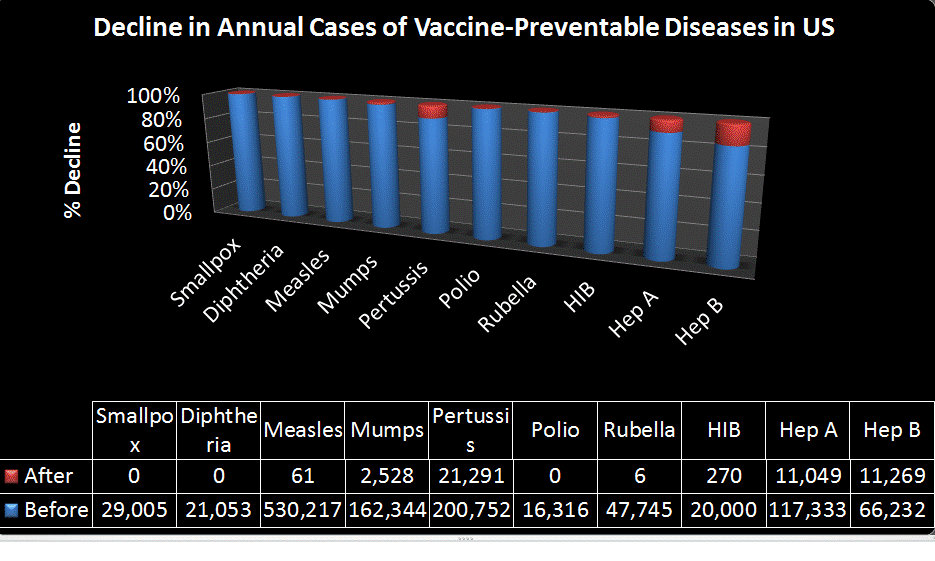 Decline in Annual Cases of Vaccine-Preventable Diseases in US
% Decline
100%
80%
60%
40%
20%
0%
Smallpox
Diphtheria
Measles
Mumps
Pertussis
Polio
Rubella
HIB
Hep A
Hep B
Smallpo
x
Diphthe
ria
Measles
Mumps
Pertussi
s
Polio
Rubella
HIB
Hep A
Hep B
After 0 0 61 2,528 21,291 0 6 270 11,049 11,269
Before 29,005 21,053 530,217 162,344 200,752 16,316 47,745 20,000 117,333 66,232